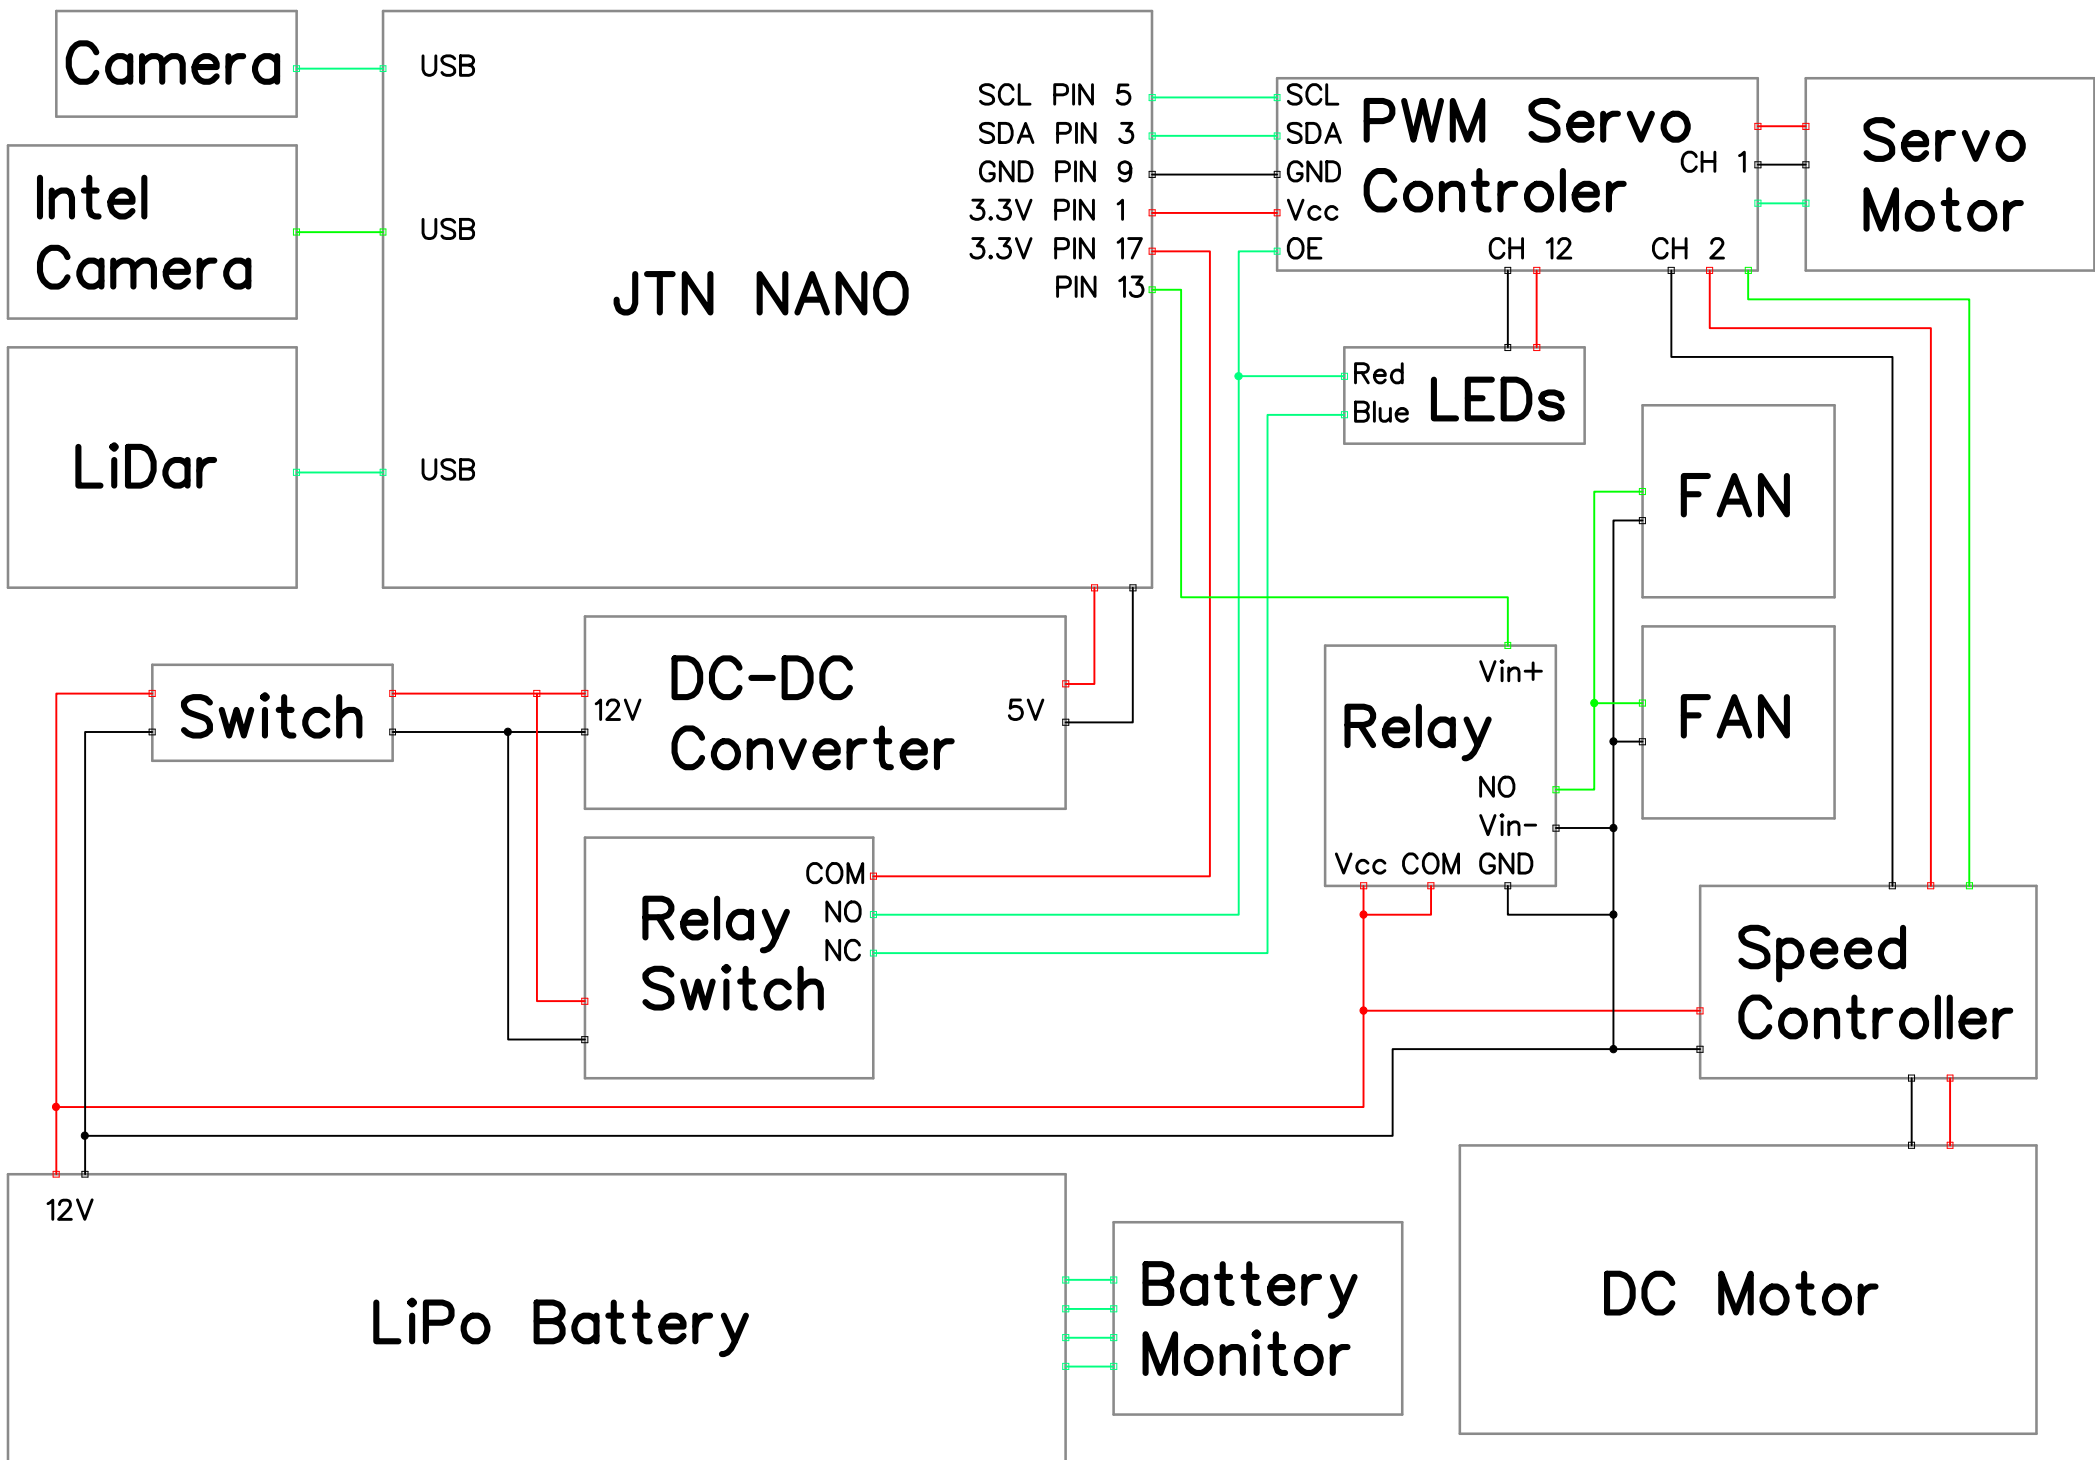 Camera
USB
Intel
Camera
USB
LiDar
USB
JTN NANO
SCL PIN 5
SDA PIN 3
GND PIN 9
3.3V PIN 1
3.3V PIN 17
PIN 13
SCL
SDA
GND
Vcc
OE
PWM Servo
Controler
CH 1
CH 12
CH 2
Servo
Motor
Red
Blue
LEDs
FAN
FAN
Switch
12V
DC-DC
Converter
5V
Relay
Vin+
NO
Vin-
Vcc COM GND
COM
NO
NC
Relay
Switch
Speed
Controller
12V
LiPo Battery
Battery
Monitor
DC Motor